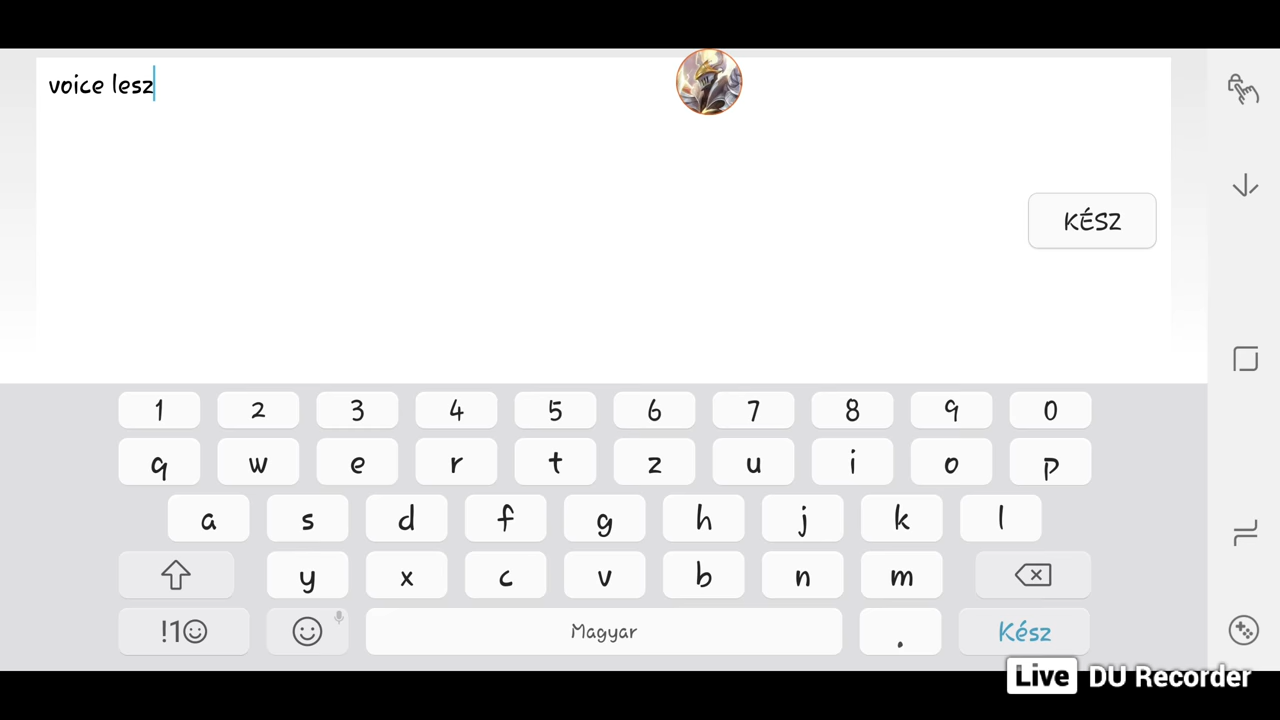 voice lesz
KÉSZ
1 2 3 4 5 6 7 8 9 0
q w e r t z u i o p
a s d f g h j k l
y x c v b n m
!1☺ Magyar . Kész
Live DU Recorder